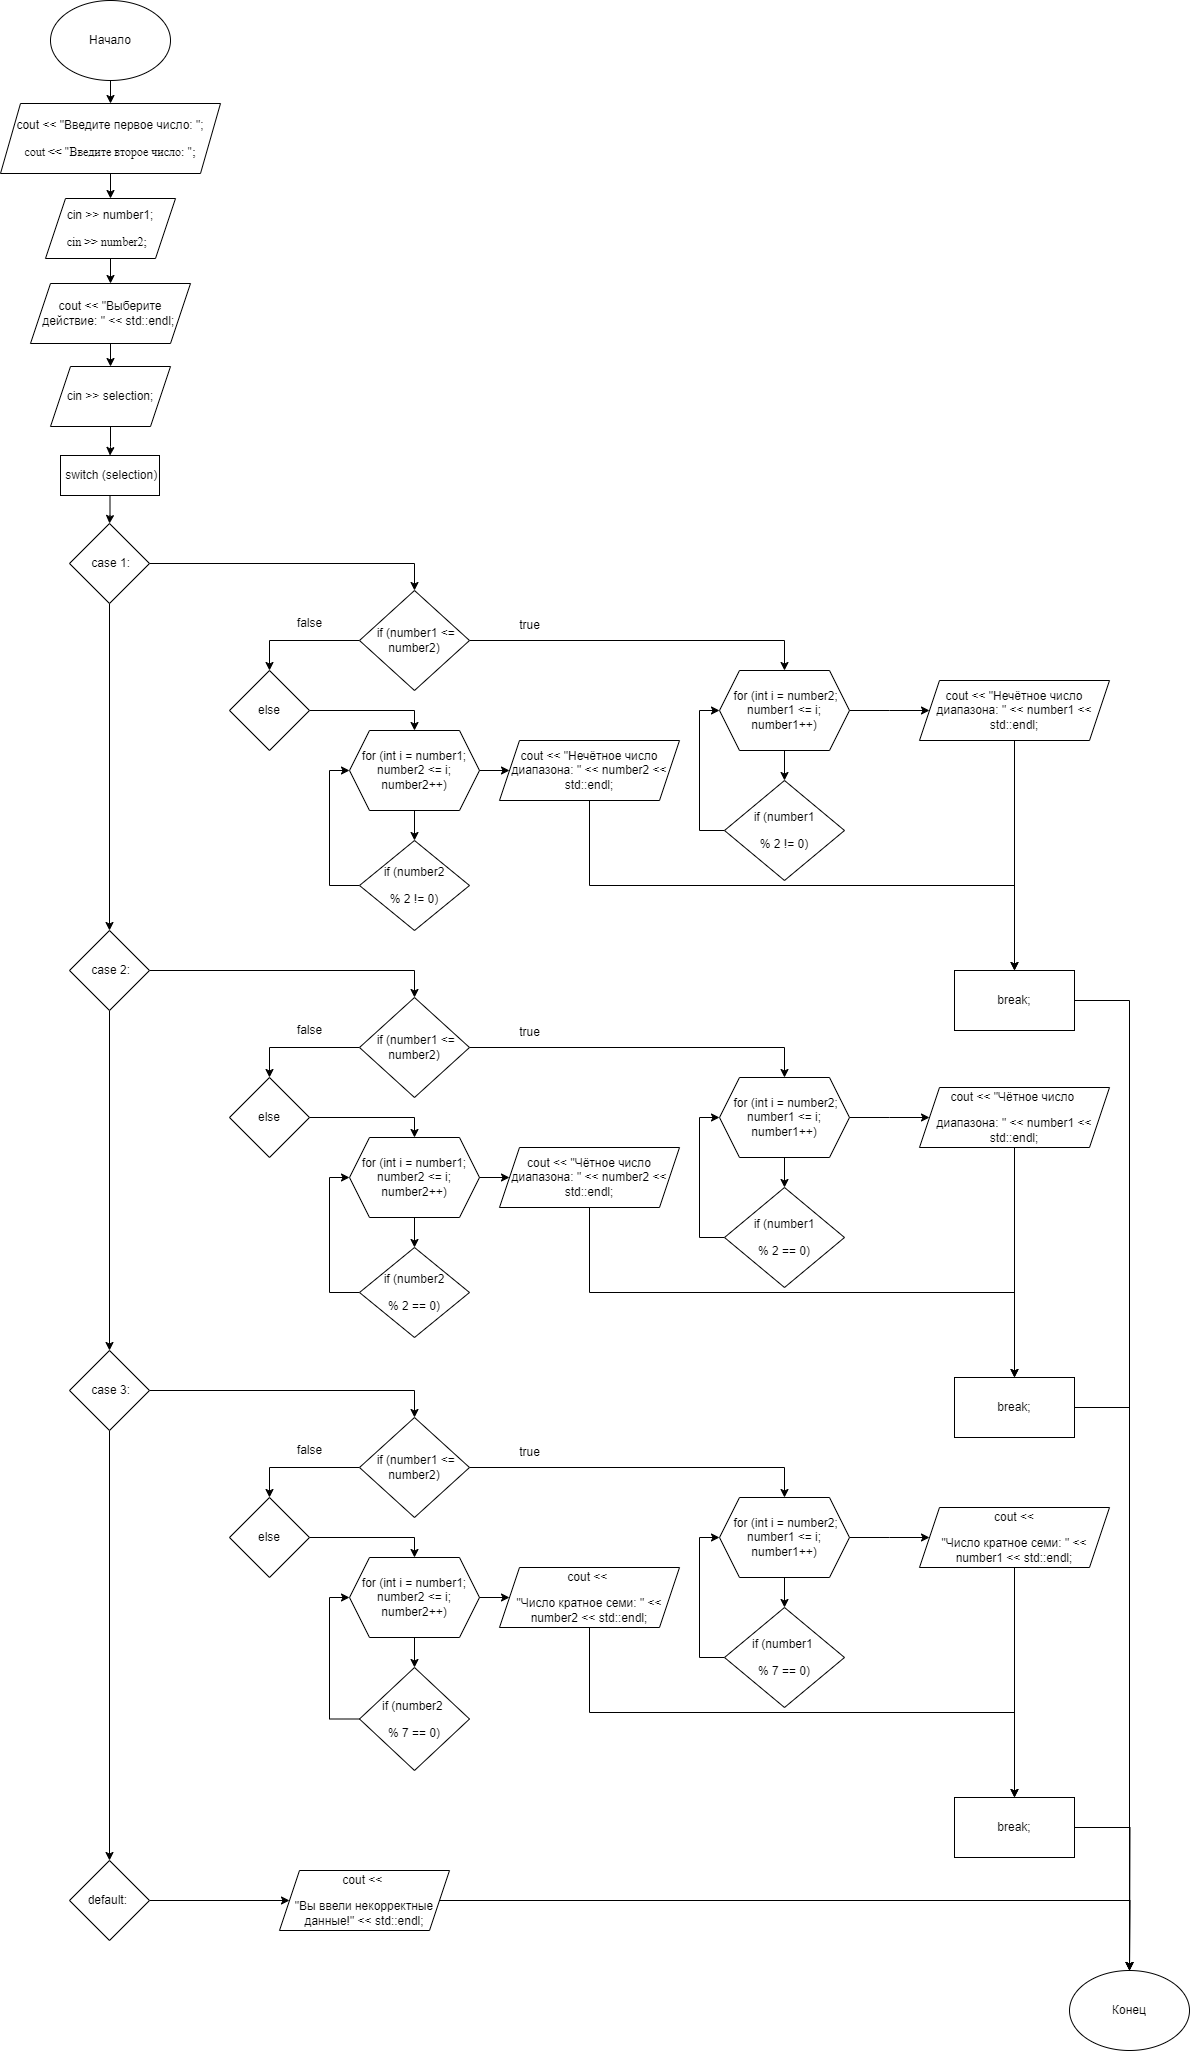 Начало
cout << "Введите первое число: ";
cout << "Введите второе число: ";
cin >> number1;
cin >> number2;
cout << "Выберите
действие: " << std::endl;
cin >> selection;
switch (selection)
case 1:
if (number1 <=
number2)
false
true
else
for (int i = number1;
number2 <= i;
number2++)
cout << "Нечётное число
диапазона: " << number2 <<
std::endl;
if (number2
% 2 != 0)
for (int i = number2;
number1 <= i;
number1++)
cout << "Нечётное число
диапазона: " << number1 <<
std::endl;
if (number1
% 2 != 0)
break;
case 2:
if (number1 <=
number2)
false
true
else
for (int i = number1;
number2 <= i;
number2++)
cout << "Чётное число
диапазона: " << number2 <<
std::endl;
if (number2
% 2 == 0)
for (int i = number2;
number1 <= i;
number1++)
cout << "Чётное число
диапазона: " << number1 <<
std::endl;
if (number1
% 2 == 0)
break;
case 3:
if (number1 <=
number2)
false
true
else
for (int i = number1;
number2 <= i;
number2++)
cout <<
"Число кратное семи: " <<
number2 << std::endl;
if (number2
% 7 == 0)
for (int i = number2;
number1 <= i;
number1++)
cout <<
"Число кратное семи: " <<
number1 << std::endl;
if (number1
% 7 == 0)
break;
default:
cout <<
"Вы ввели некорректные
данные!" << std::endl;
Конец